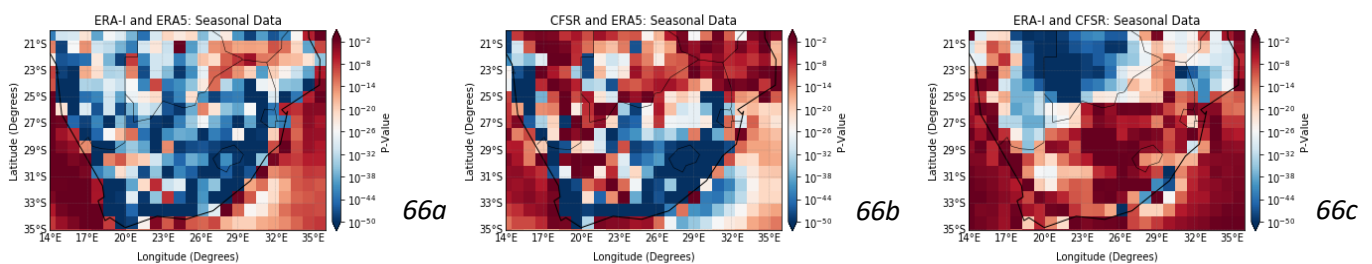 ERA-I and ERA5: Seasonal Data
21°S
23°S
25°S
27°S
29°S
31°S
33°S
35°S
14°E 17°E 20°E 23°E 26°E 29°E 32°E 35°E
Latitude (Degrees)
Longitude (Degrees)
10⁻²
10⁻⁸
10⁻¹⁴
10⁻²⁰
10⁻²⁶
10⁻³²
10⁻³⁸
10⁻⁴⁴
10⁻⁵⁰
P-Value
66a
CFSR and ERA5: Seasonal Data
21°S
23°S
25°S
27°S
29°S
31°S
33°S
35°S
14°E 17°E 20°E 23°E 26°E 29°E 32°E 35°E
Latitude (Degrees)
Longitude (Degrees)
10⁻²
10⁻⁸
10⁻¹⁴
10⁻²⁰
10⁻²⁶
10⁻³²
10⁻³⁸
10⁻⁴⁴
10⁻⁵⁰
P-Value
66b
ERA-I and CFSR: Seasonal Data
21°S
23°S
25°S
27°S
29°S
31°S
33°S
35°S
14°E 17°E 20°E 23°E 26°E 29°E 32°E 35°E
Latitude (Degrees)
Longitude (Degrees)
10⁻²
10⁻⁸
10⁻¹⁴
10⁻²⁰
10⁻²⁶
10⁻³²
10⁻³⁸
10⁻⁴⁴
10⁻⁵⁰
P-Value
66c